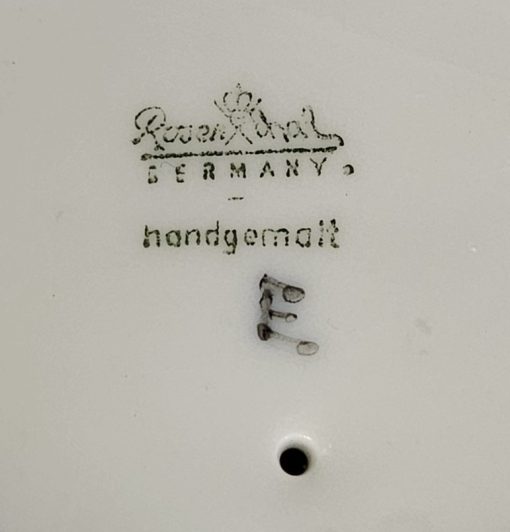 Rosenthal
GERMANY.
handgemalt
E